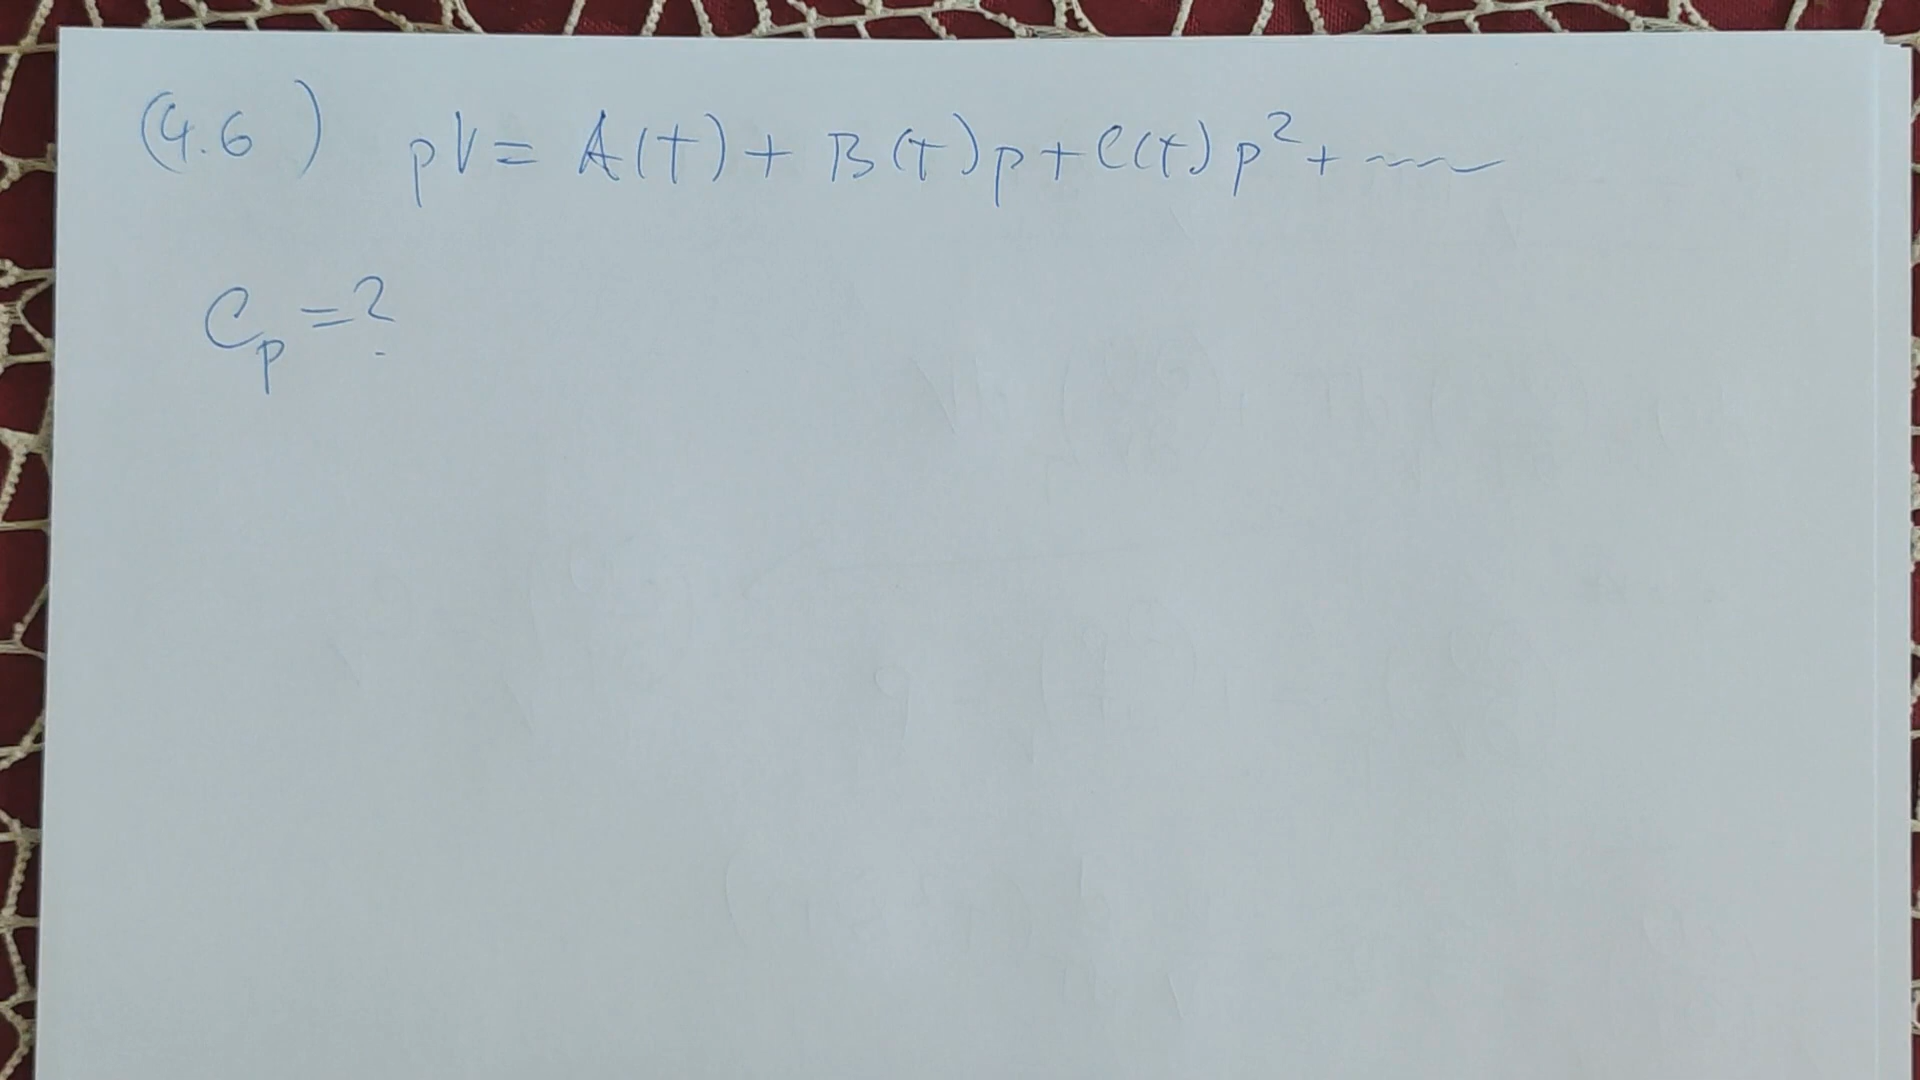 (4.6) pV = A(T) + B(T)p + C(T)p² + ~~~
Cp = ?